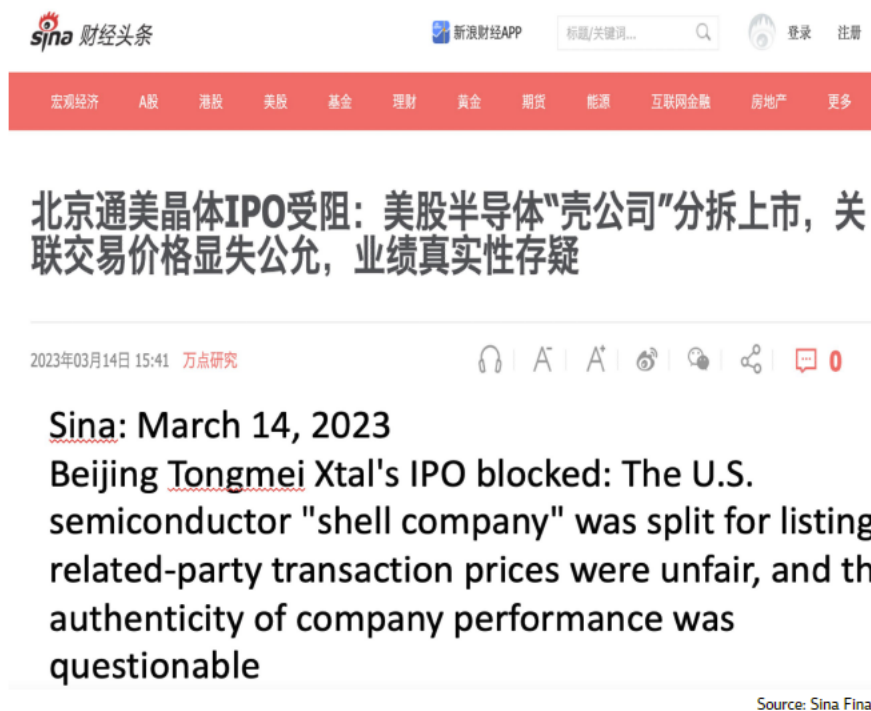 sina 财经头条
新浪财经APP
标题/关键词...
登录
注册
宏观经济 A股 港股 美股 基金 理财 黄金 期货 能源 互联网金融 房地产 更多
北京通美晶体IPO受阻：美股半导体“壳公司”分拆上市，关
联交易价格显失公允，业绩真实性存疑
2023年03月14日 15:41 万点研究
A- A+ 0
Sina: March 14, 2023
Beijing Tongmei Xtal's IPO blocked: The U.S.
semiconductor "shell company" was split for listing
related-party transaction prices were unfair, and th
authenticity of company performance was
questionable
Source: Sina Fina